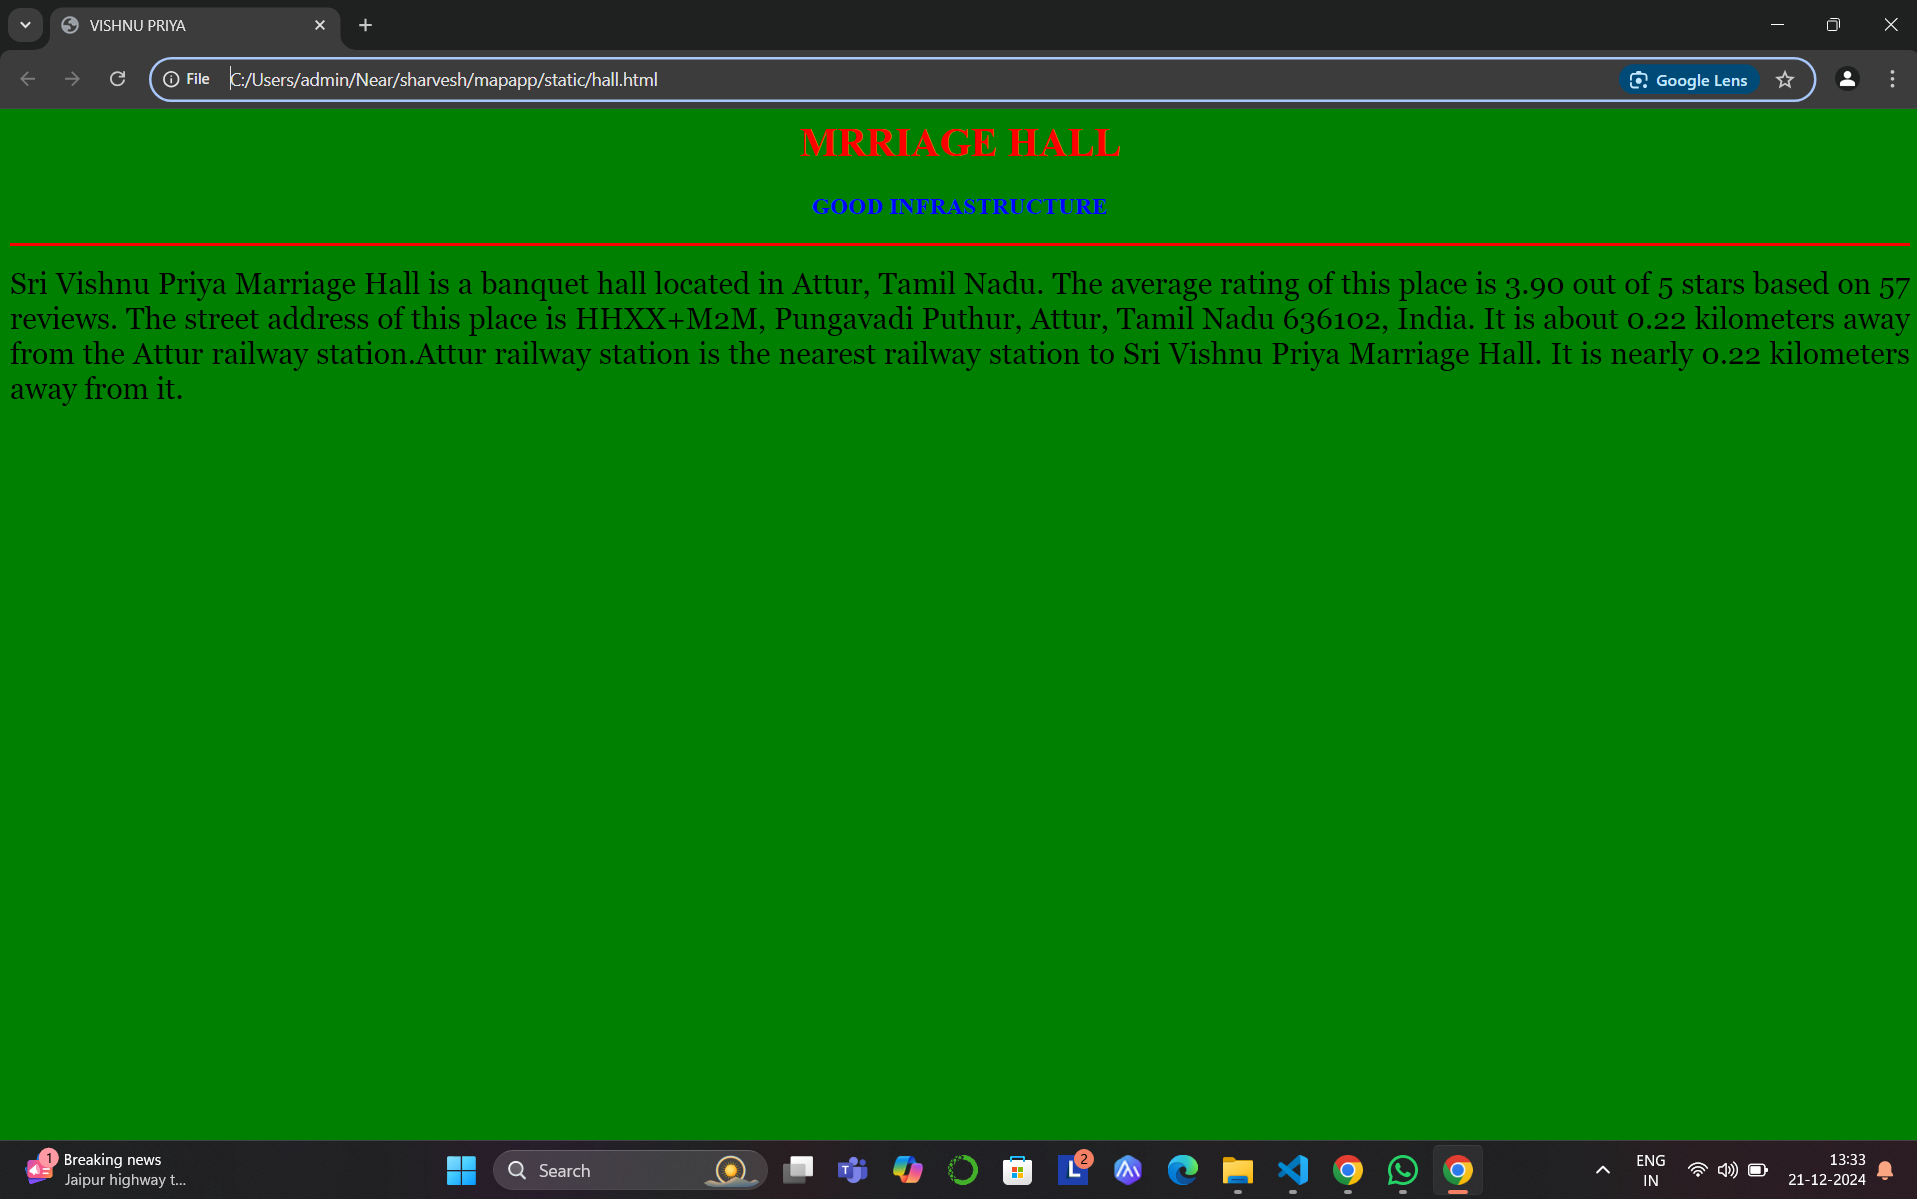 VISHNU PRIYA
File C:/Users/admin/Near/sharvesh/mapapp/static/hall.html Google Lens
MRRIAGE HALL
GOOD INFRASTRUCTURE
Sri Vishnu Priya Marriage Hall is a banquet hall located in Attur, Tamil Nadu. The average rating of this place is 3.90 out of 5 stars based on 57
reviews. The street address of this place is HHXX+M2M, Pungavadi Puthur, Attur, Tamil Nadu 636102, India. It is about 0.22 kilometers away
from the Attur railway station.Attur railway station is the nearest railway station to Sri Vishnu Priya Marriage Hall. It is nearly 0.22 kilometers
away from it.
1 Breaking news
Jaipur highway t...
Search
T
L 2
ENG
IN
13:33
21-12-2024